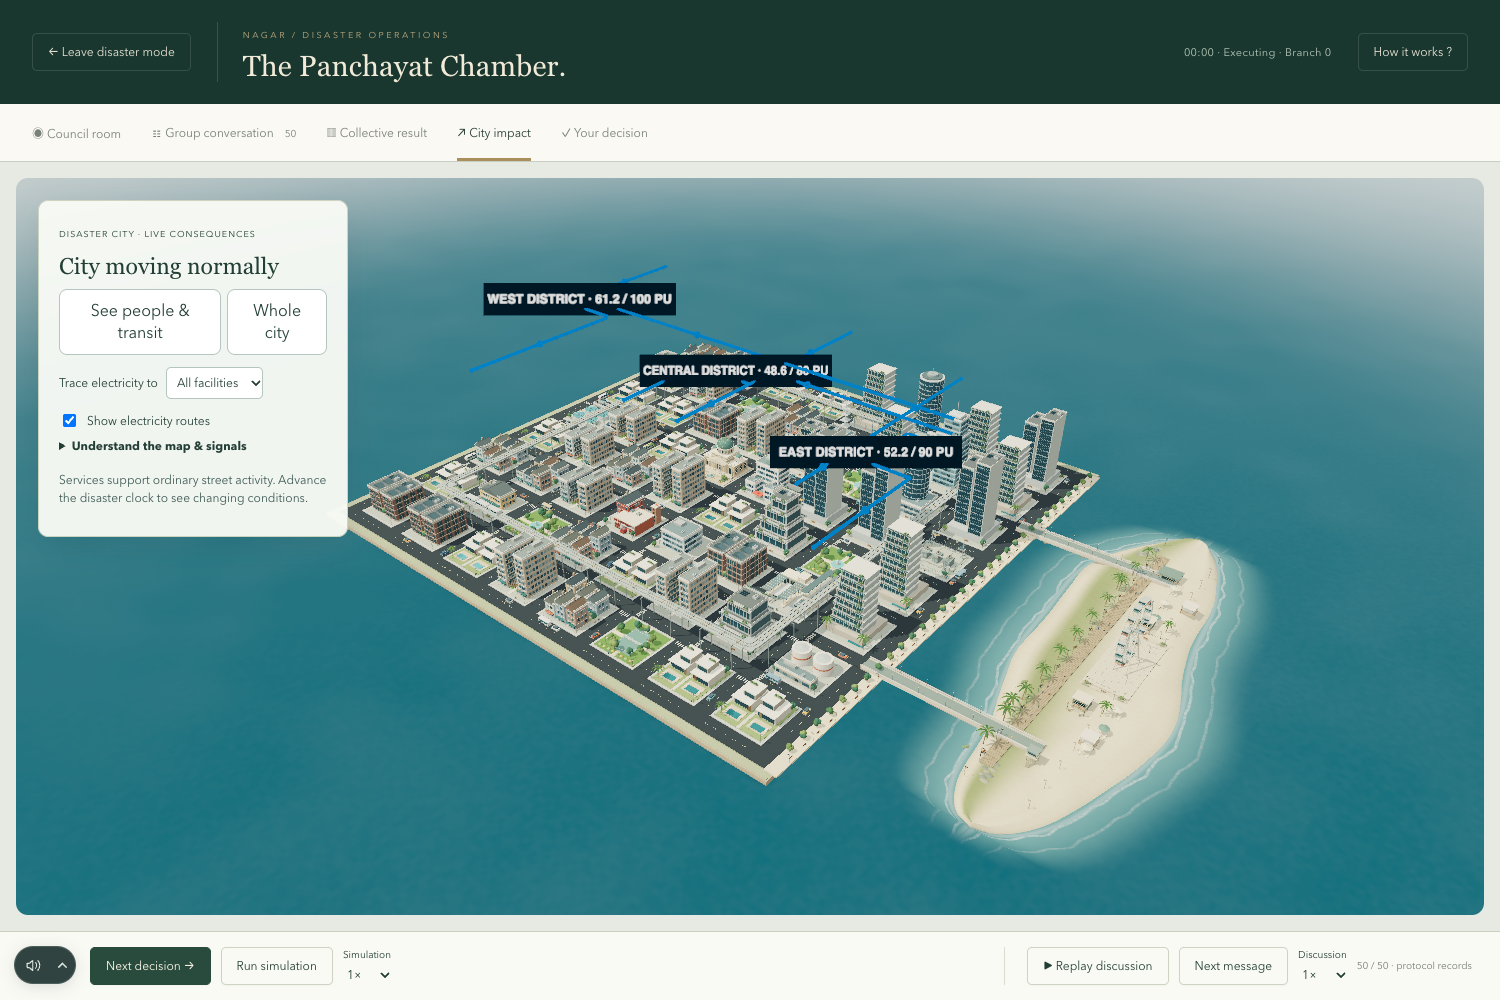 ← Leave disaster mode
NAGAR / DISASTER OPERATIONS
The Panchayat Chamber.
00:00 · Executing · Branch 0
How it works ?
Council room
Group conversation 50
Collective result
↗ City impact
✓ Your decision
DISASTER CITY · LIVE CONSEQUENCES
City moving normally
See people &
transit
Whole
city
Trace electricity to
All facilities
Show electricity routes
Understand the map & signals
Services support ordinary street activity. Advance
the disaster clock to see changing conditions.
WEST DISTRICT · 61.2 / 100 PU
CENTRAL DISTRICT · 48.6 / 80 PU
EAST DISTRICT · 52.2 / 90 PU
Next decision →
Run simulation
Simulation
1×
Replay discussion
Next message
Discussion
1×
50 / 50 · protocol records